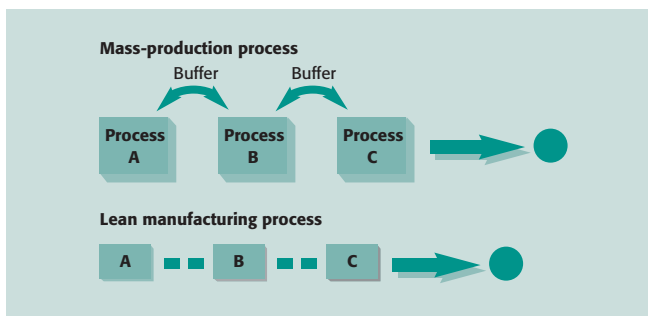 Mass-production process
Buffer Buffer
Process Process Process
A B C
Lean manufacturing process
A B C